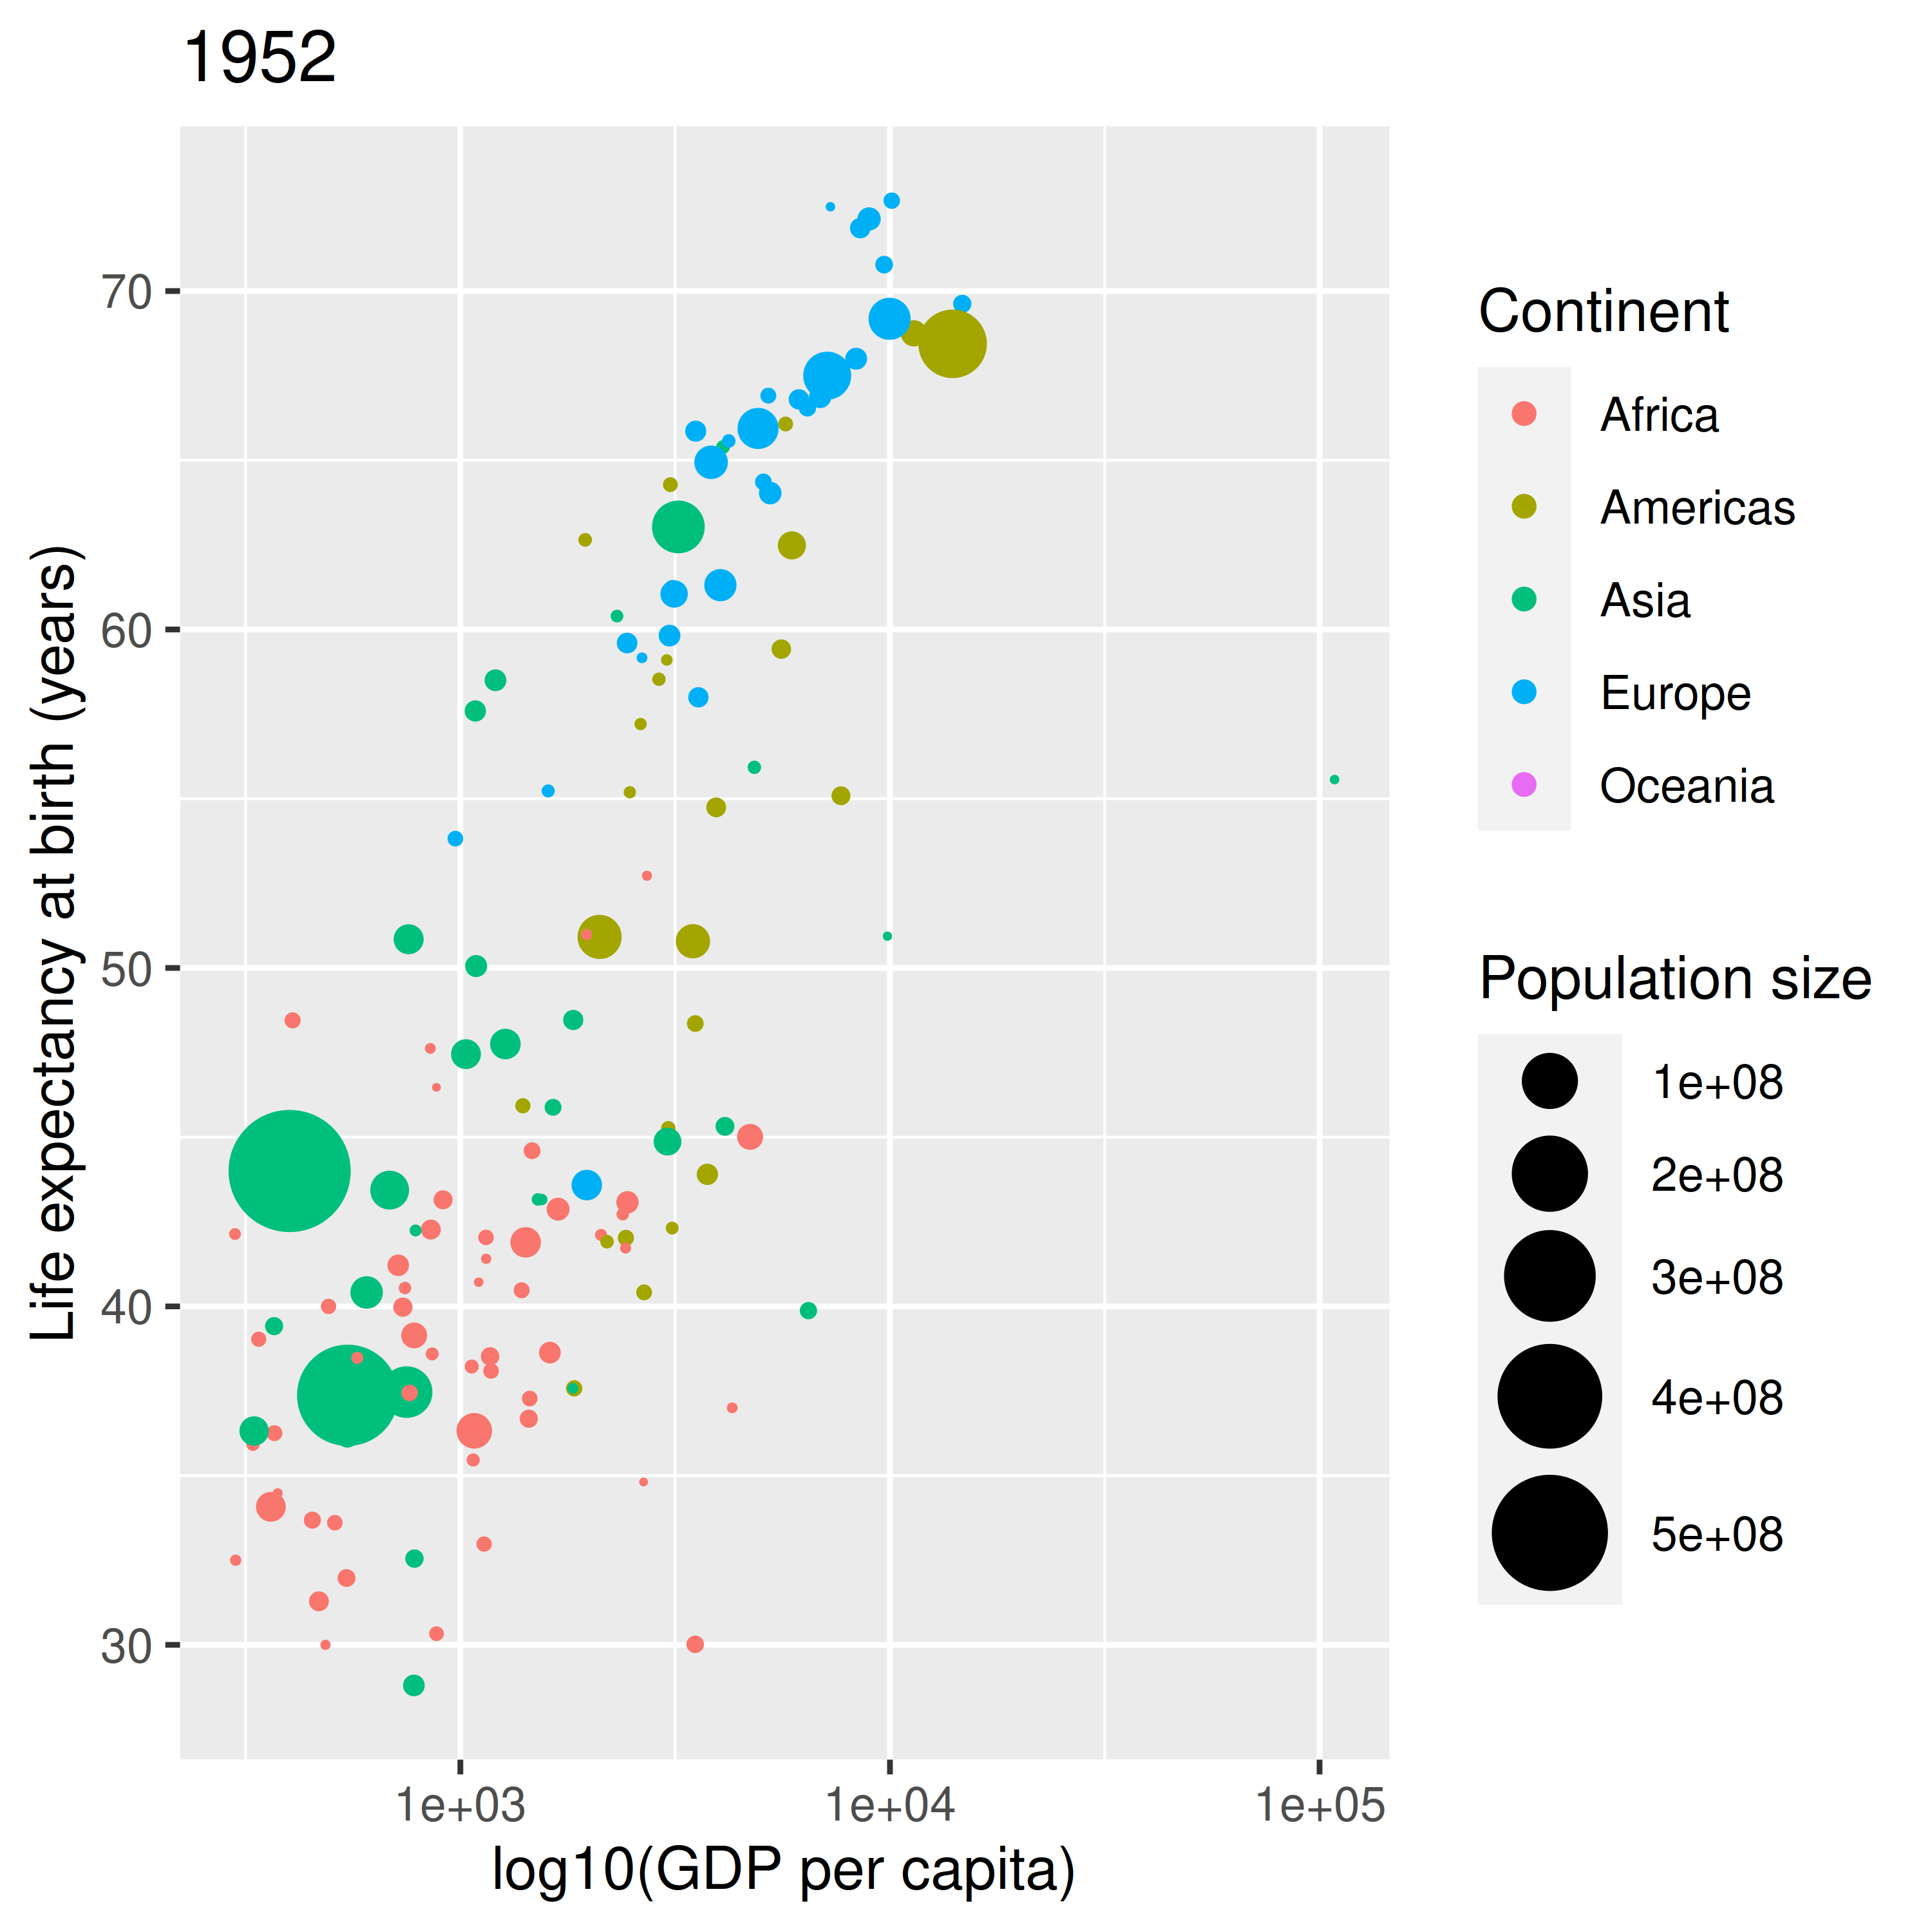 1952
Life expectancy at birth (years)
70
60
50
40
30
1e+03
1e+04
1e+05
log10(GDP per capita)
Continent
Africa
Americas
Asia
Europe
Oceania
Population size
1e+08
2e+08
3e+08
4e+08
5e+08